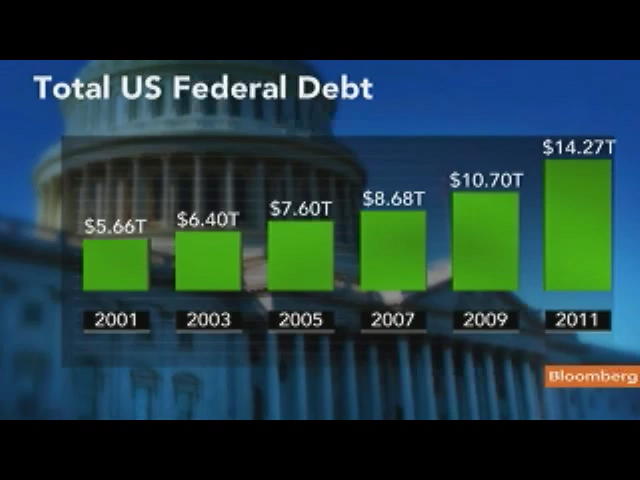 Total US Federal Debt
$5.66T
$6.40T
$7.60T
$8.68T
$10.70T
$14.27T
2001 2003 2005 2007 2009 2011
Bloomberg